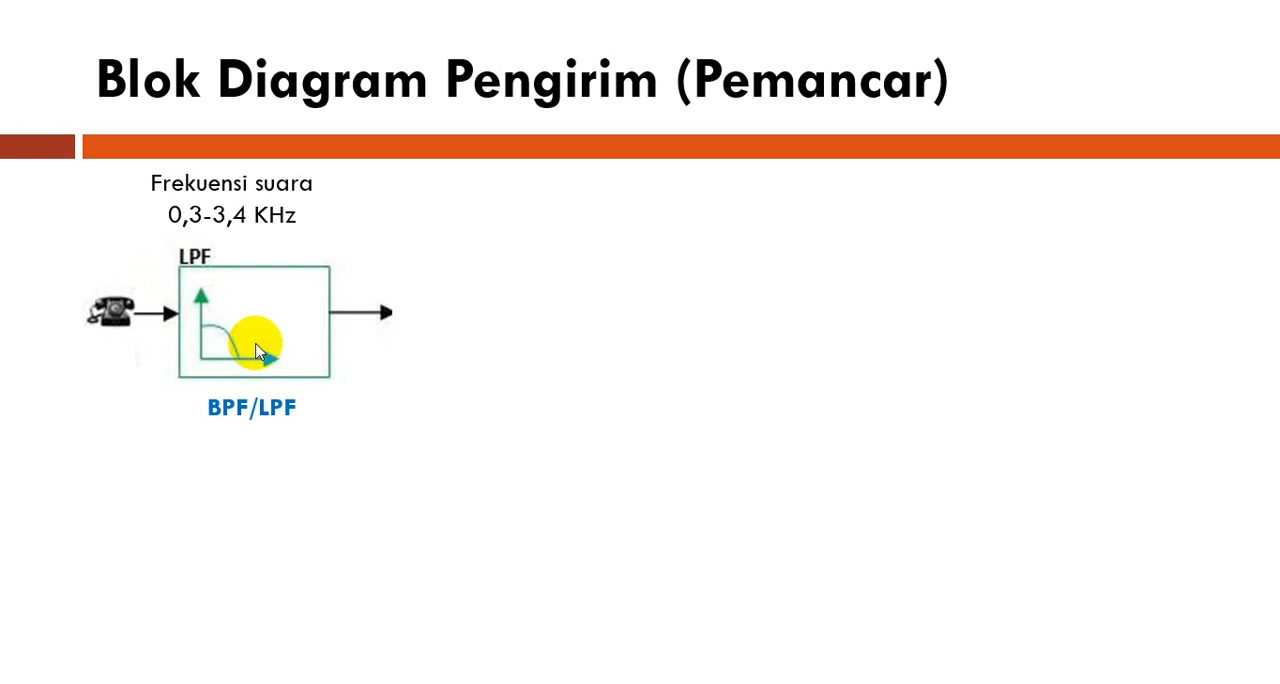 Blok Diagram Pengirim (Pemancar)
Frekuensi suara
0,3-3,4 KHz
LPF
BPF/LPF